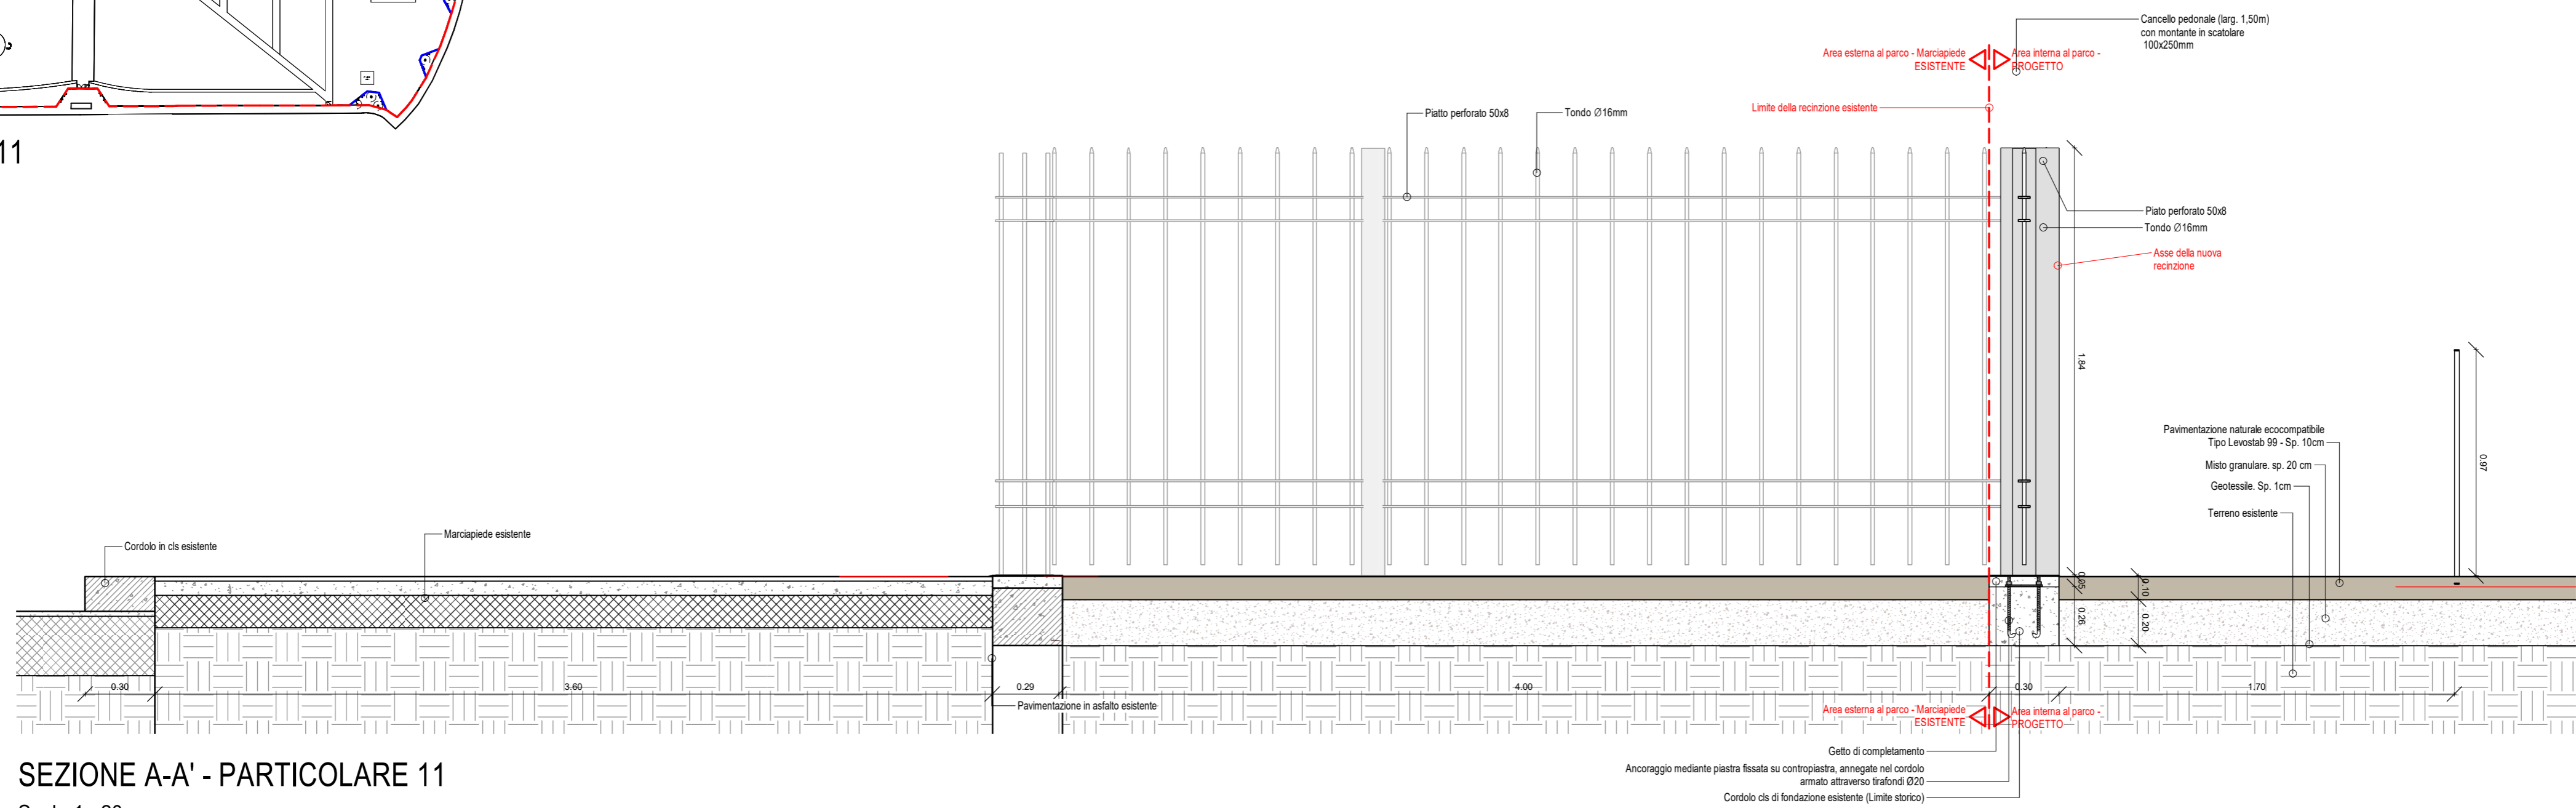 11
Cancello pedonale (larg. 1,50m)
con montante in scatolare
100x250mm
Area esterna al parco - Marciapiede
ESISTENTE
Area interna al parco -
PROGETTO
Limite della recinzione esistente
Piatto perforato 50x8
Tondo Ø16mm
Piato perforato 50x8
Tondo Ø16mm
Asse della nuova
recinzione
1.84
0.97
Pavimentazione naturale ecocompatibile
Tipo Levostab 99 - Sp. 10cm
Misto granulare. sp. 20 cm
Geotessile. Sp. 1cm
Terreno esistente
Cordolo in cls esistente
Marciapiede esistente
0.05
0.10
0.26
0.20
0.30
3.60
0.29
4.00
0.30
1.70
Pavimentazione in asfalto esistente
Area esterna al parco - Marciapiede
ESISTENTE
Area interna al parco -
PROGETTO
Getto di completamento
Ancoraggio mediante piastra fissata su contropiastra, annegate nel cordolo
armato attraverso tirafondi Ø20
Cordolo cls di fondazione esistente (Limite storico)
SEZIONE A-A' - PARTICOLARE 11